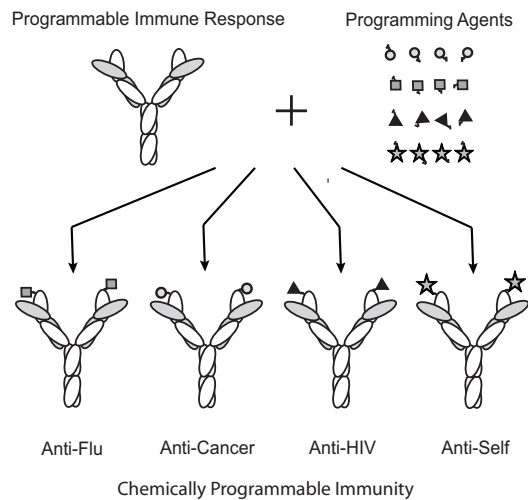 Programmable Immune Response
Programming Agents
Anti-Flu
Anti-Cancer
Anti-HIV
Anti-Self
Chemically Programmable Immunity